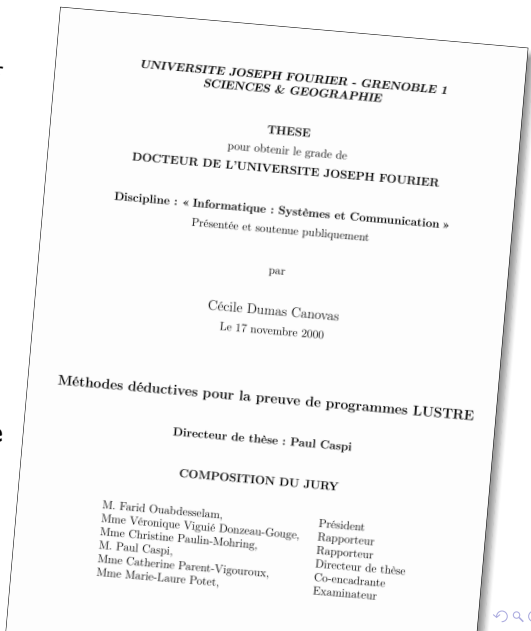 UNIVERSITE JOSEPH FOURIER - GRENOBLE 1
SCIENCES & GEOGRAPHIE
THESE
pour obtenir le grade de
DOCTEUR DE L'UNIVERSITE JOSEPH FOURIER
Discipline : « Informatique : Systèmes et Communication »
Présentée et soutenue publiquement
par
Cécile Dumas Canovas
Le 17 novembre 2000
Méthodes déductives pour la preuve de programmes LUSTRE
Directeur de thèse : Paul Caspi
COMPOSITION DU JURY
M. Farid Ouabdesselam, Président
Mme Véronique Viguié Donzeau-Gouge, Rapporteur
Mme Christine Paulin-Mohring, Rapporteur
M. Paul Caspi, Directeur de thèse
Mme Catherine Parent-Vigouroux, Co-encadrante
Mme Marie-Laure Potet, Examinateur